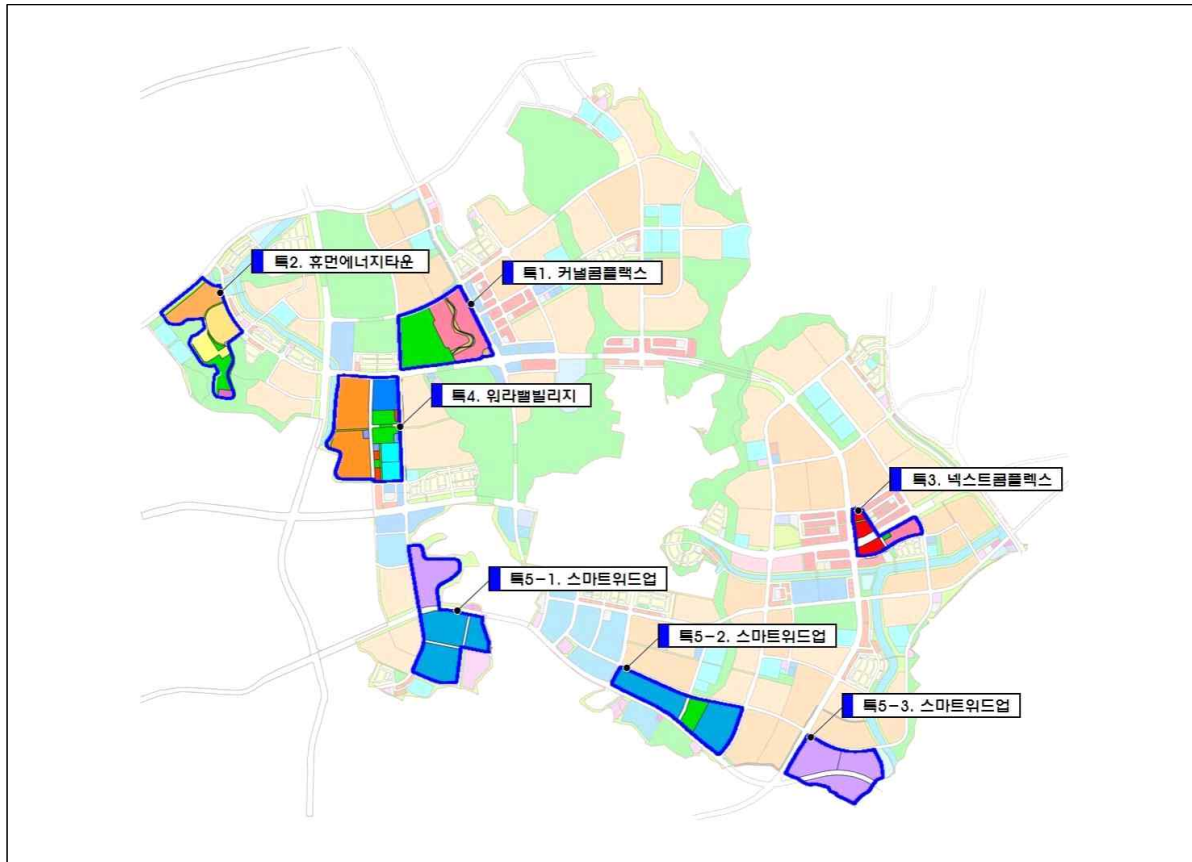 특2. 휴먼에너지타운
특1. 커낼콤플랙스
특4. 워라밸빌리지
특3. 넥스트콤플렉스
특5-1. 스마트위드업
특5-2. 스마트위드업
특5-3. 스마트위드업